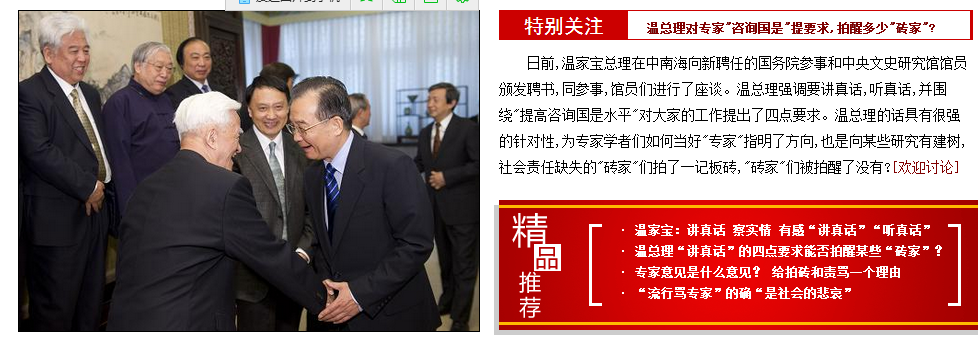 特别关注
温总理对专家"咨询国是"提要求,拍醒多少"砖家"?
日前,温家宝总理在中南海向新聘任的国务院参事和中央文史研究馆馆员
颁发聘书,同参事,馆员们进行了座谈。温总理强调要讲真话,听真话,并围
绕"提高咨询国是水平"对大家的工作提出了四点要求。温总理的话具有很强
的针对性,为专家学者们如何当好"专家"指明了方向,也是向某些研究有建树,
社会责任缺失的"砖家"们拍了一记板砖,"砖家"们被拍醒了没有?[欢迎讨论]
精品推荐
· 温家宝：讲真话 察实情 有感“讲真话”“听真话”
· 温总理“讲真话”的四点要求能否拍醒某些“砖家”？
· 专家意见是什么意见？ 给拍砖和责骂一个理由
· “流行骂专家”的确“是社会的悲哀”